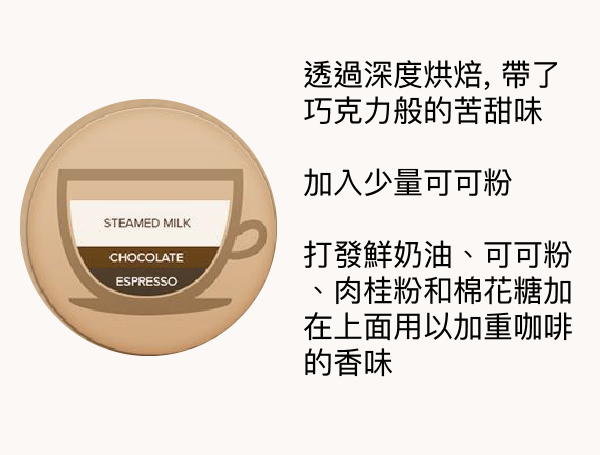 STEAMED MILK
CHOCOLATE
ESPRESSO
透過深度烘焙, 帶了
巧克力般的苦甜味
加入少量可可粉
打發鮮奶油、可可粉
、肉桂粉和棉花糖加
在上面用以加重咖啡
的香味